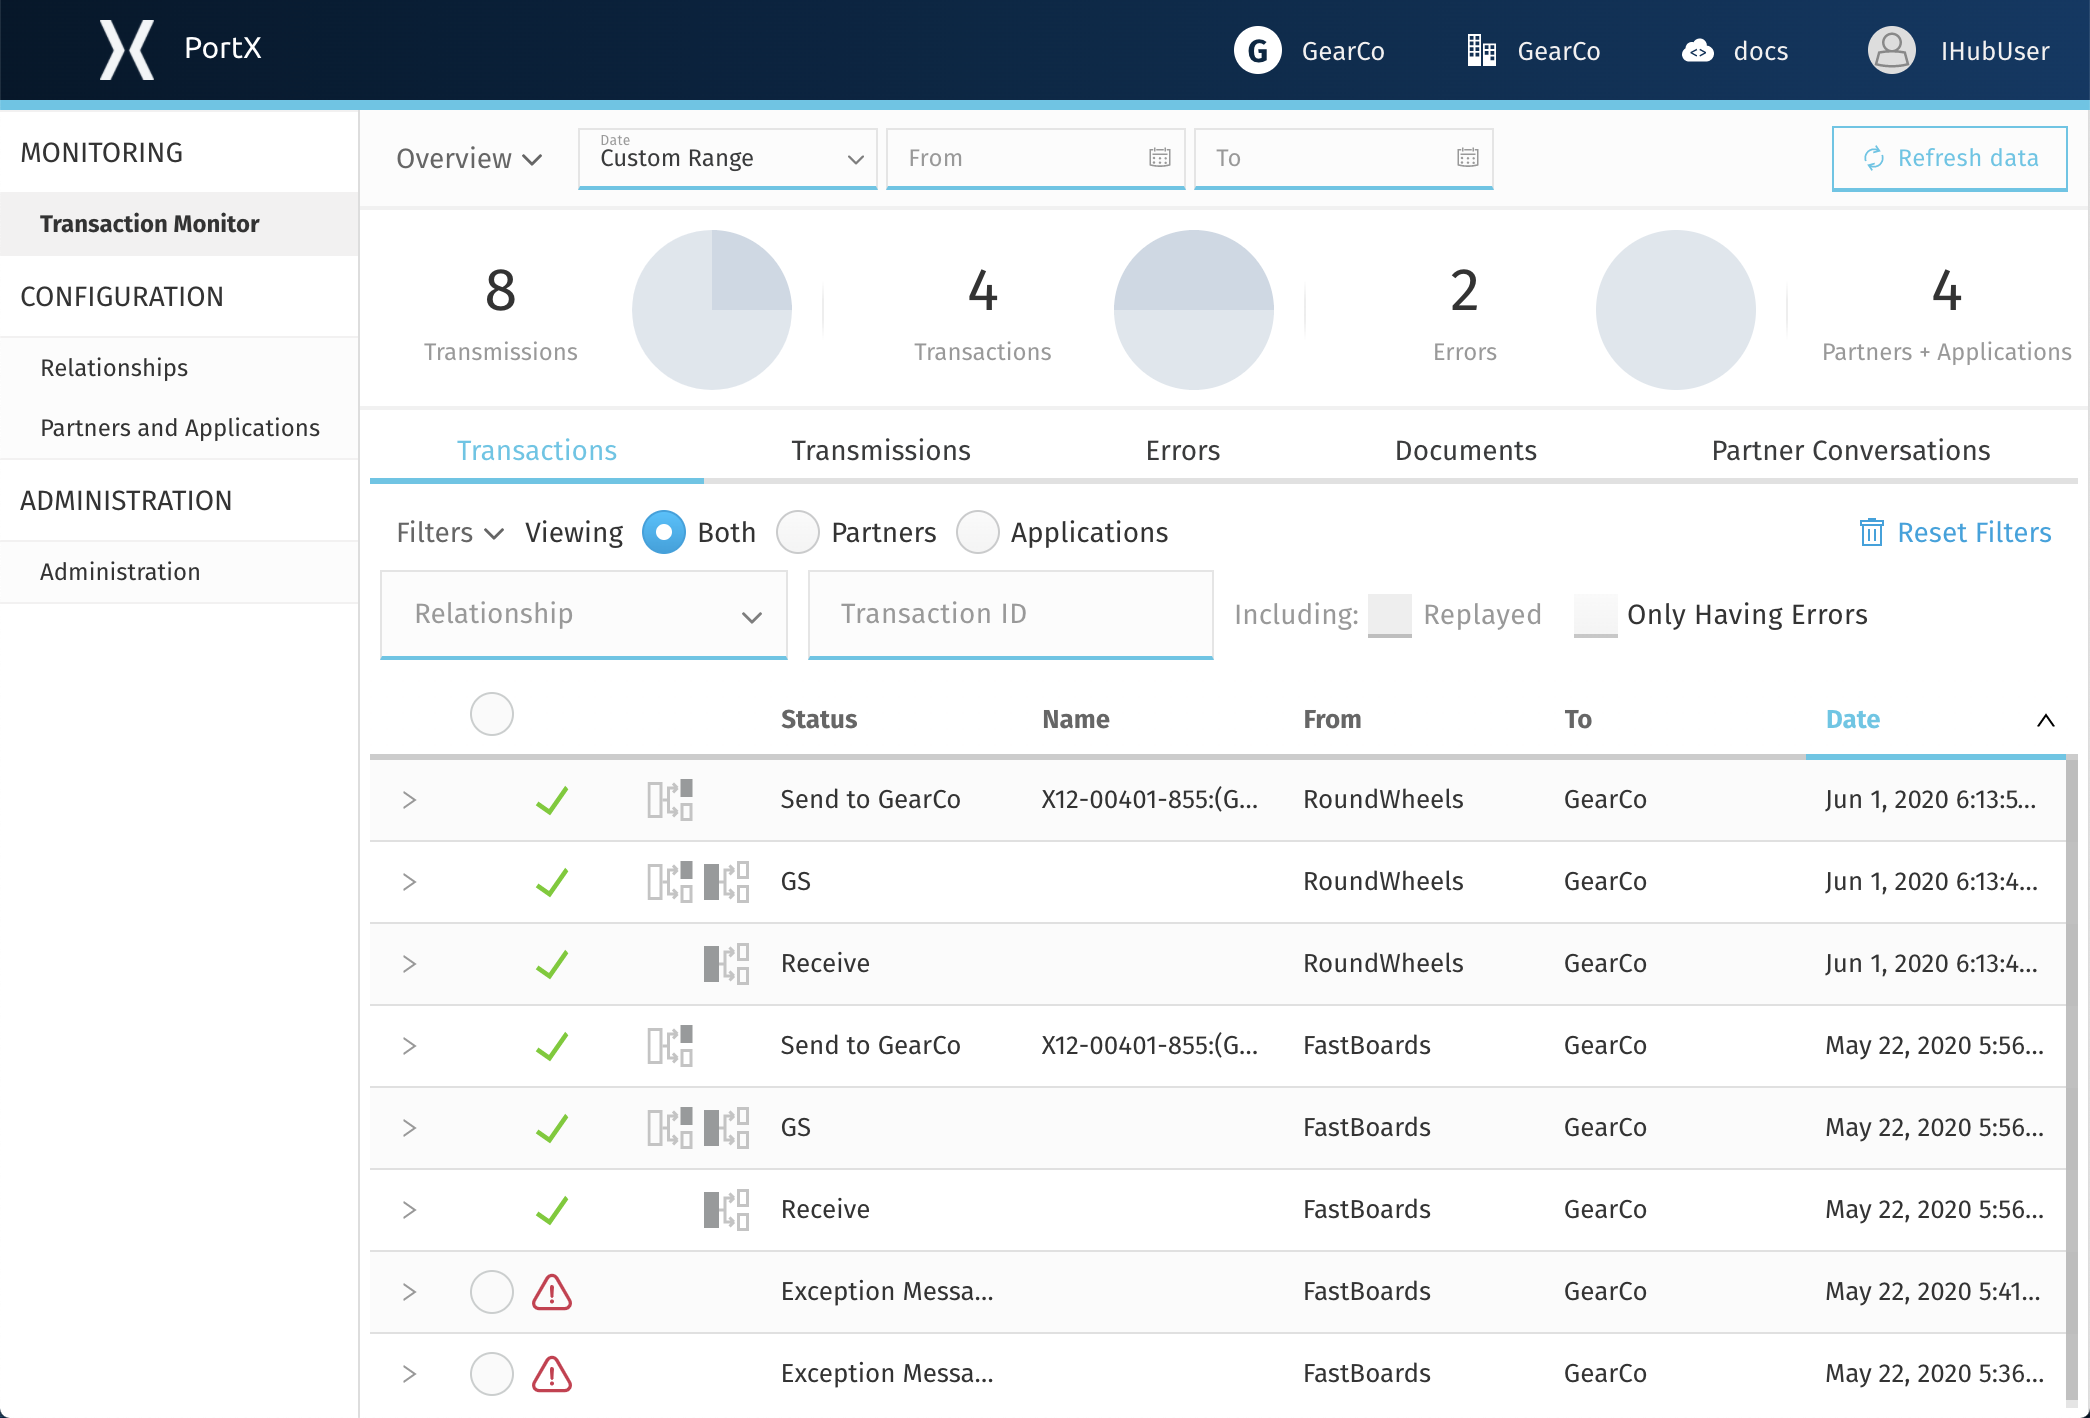 PortX
G GearCo
GearCo
docs
IHubUser
MONITORING
Transaction Monitor
CONFIGURATION
Relationships
Partners and Applications
ADMINISTRATION
Administration
Overview
Date
Custom Range
From
To
Refresh data
8
Transmissions
4
Transactions
2
Errors
4
Partners + Applications
Transactions Transmissions Errors Documents Partner Conversations
Filters Viewing Both Partners Applications Reset Filters
Relationship Transaction ID Including: Replayed Only Having Errors
Status Name From To Date
Send to GearCo X12-00401-855:(G... RoundWheels GearCo Jun 1, 2020 6:13:5...
GS RoundWheels GearCo Jun 1, 2020 6:13:4...
Receive RoundWheels GearCo Jun 1, 2020 6:13:4...
Send to GearCo X12-00401-855:(G... FastBoards GearCo May 22, 2020 5:56...
GS FastBoards GearCo May 22, 2020 5:56...
Receive FastBoards GearCo May 22, 2020 5:56...
Exception Messa... FastBoards GearCo May 22, 2020 5:41...
Exception Messa... FastBoards GearCo May 22, 2020 5:36...